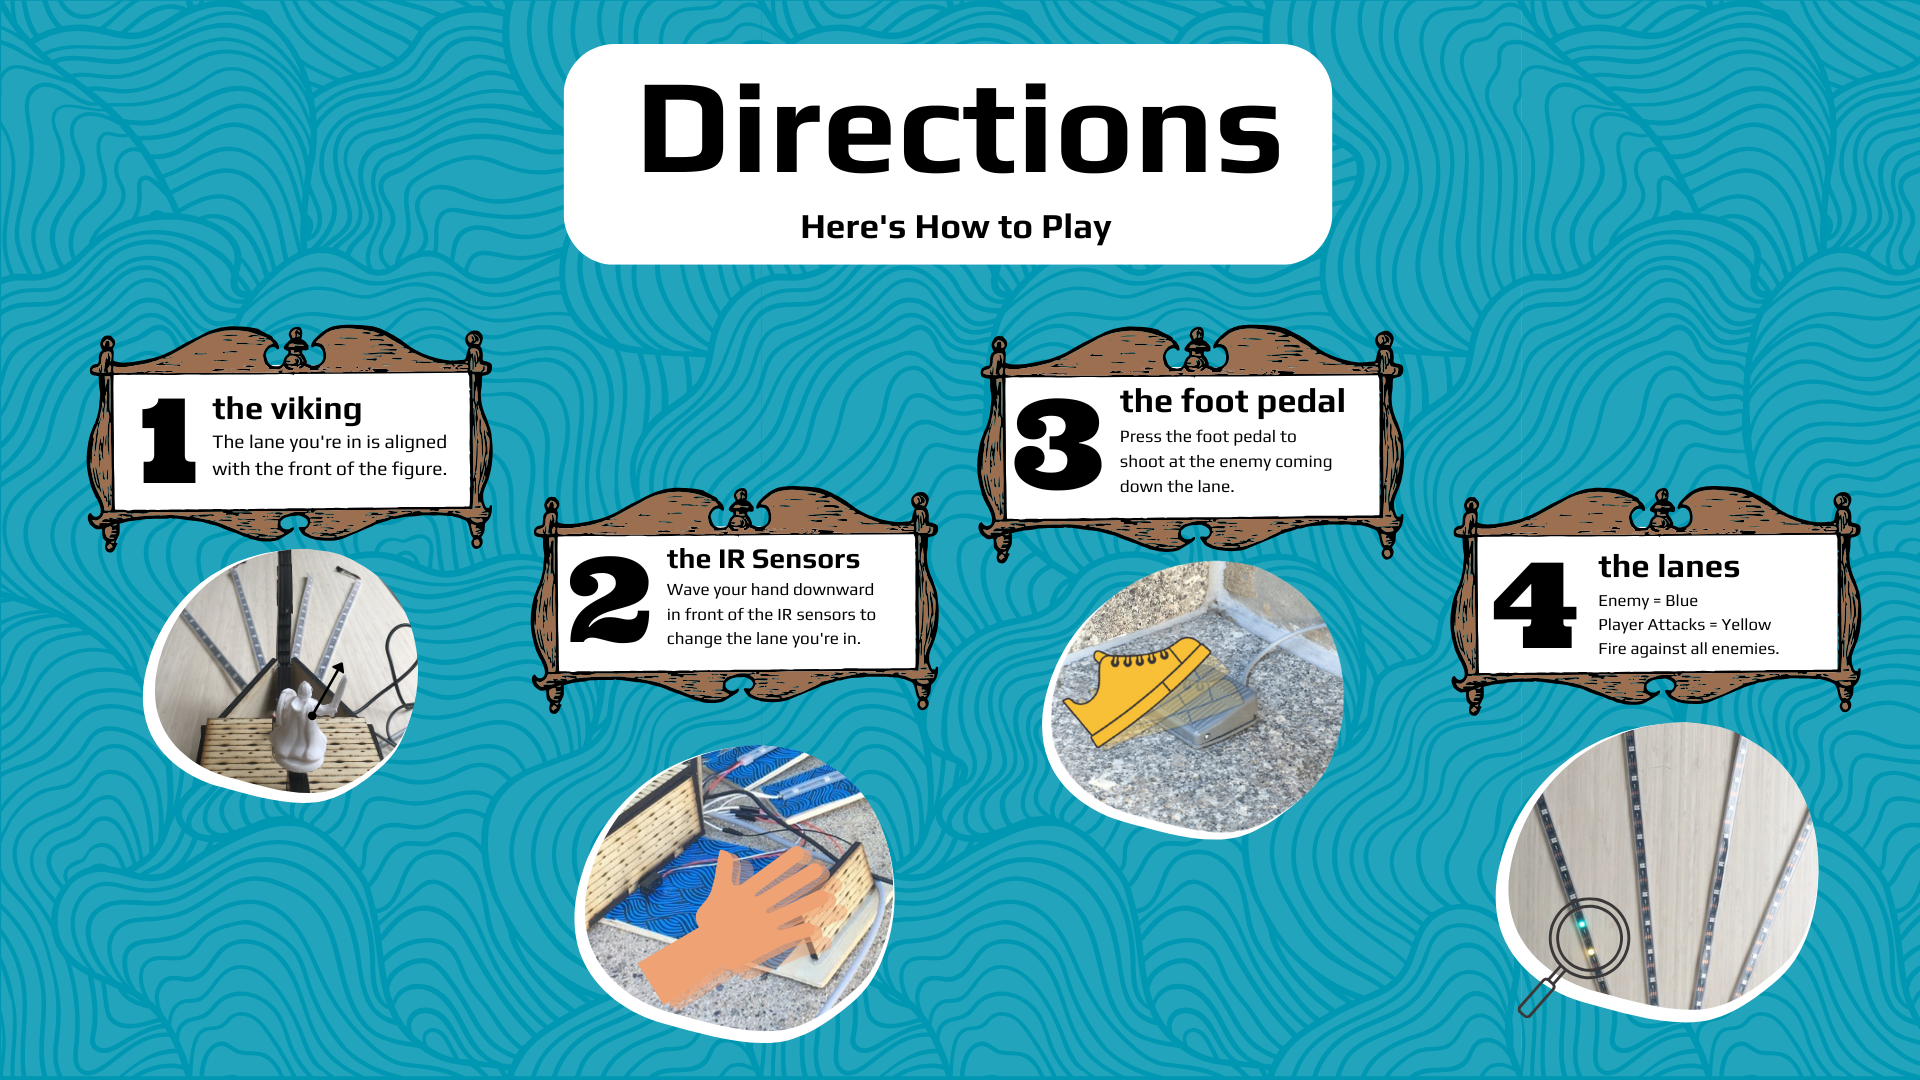 Directions
Here's How to Play
1
the viking
The lane you're in is aligned
with the front of the figure.
2
the IR Sensors
Wave your hand downward
in front of the IR sensors to
change the lane you're in.
3
the foot pedal
Press the foot pedal to
shoot at the enemy coming
down the lane.
4
the lanes
Enemy = Blue
Player Attacks = Yellow
Fire against all enemies.